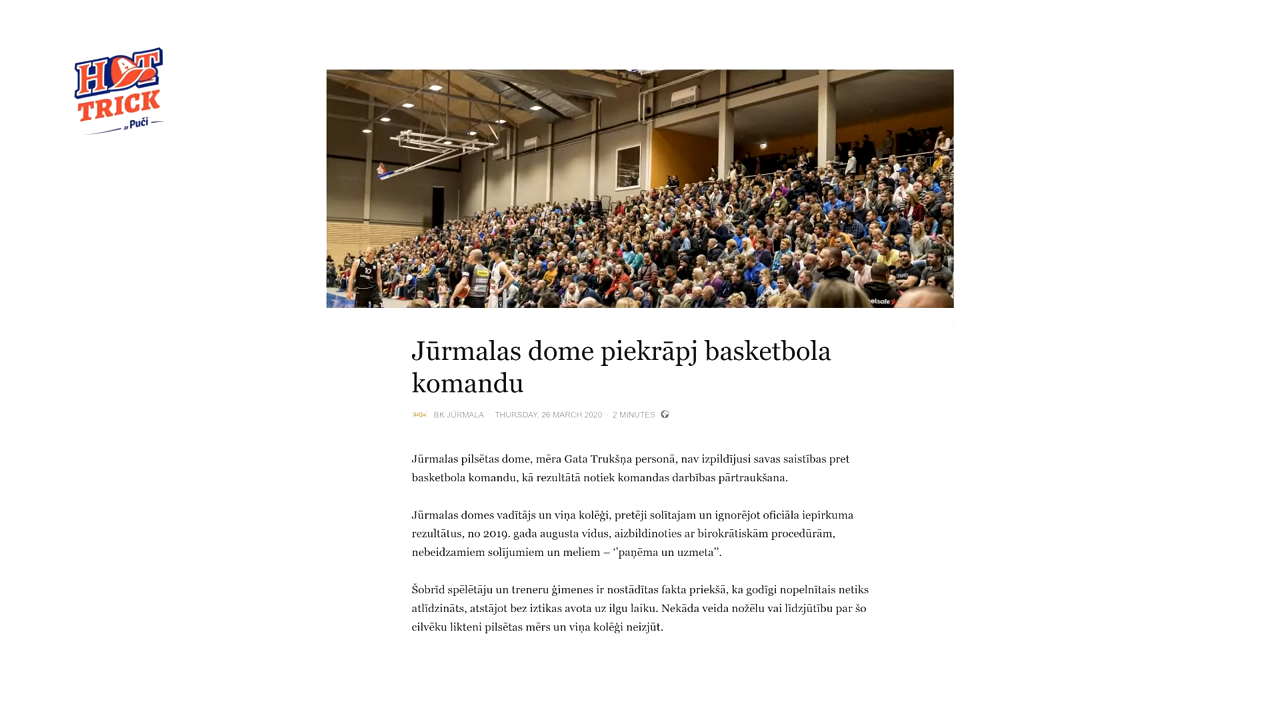 HOT
TRICK
„Puči
10
otsafe
Jūrmalas dome piekrāpj basketbola
komandu
BK JŪRMALA · THURSDAY, 26 MARCH 2020 · 2 MINUTES
Jūrmalas pilsētas dome, mēra Gata Trukšņa personā, nav izpildījusi savas saistības pret
basketbola komandu, kā rezultātā notiek komandas darbības pārtraukšana.
Jūrmalas domes vadītājs un viņa kolēģi, pretēji solītajam un ignorējot oficiāla iepirkuma
rezultātus, no 2019. gada augusta vidus, aizbildinoties ar birokrātiskām procedūrām,
nebeidzamiem solījumiem un meliem – ‘’paņēma un uzmeta’’.
Šobrīd spēlētāju un treneru ģimenes ir nostādītas fakta priekšā, ka godīgi nopelnītais netiks
atlīdzināts, atstājot bez iztikas avota uz ilgu laiku. Nekāda veida nožēlu vai līdzjūtību par šo
cilvēku likteni pilsētas mērs un viņa kolēģi neizjūt.